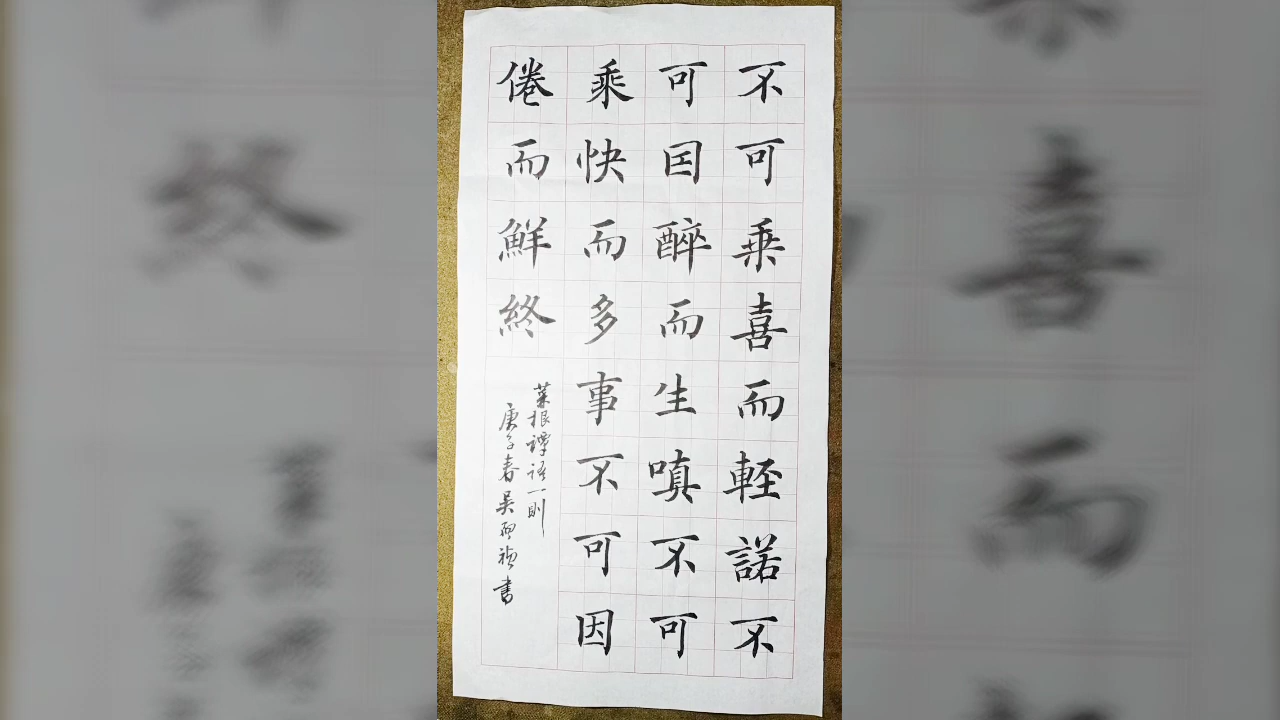 不可乘喜而輕諾不
可因醉而生嗔不可
乘快而多事不可因
倦而鮮終
菜根譚語一則
庚子春吳書